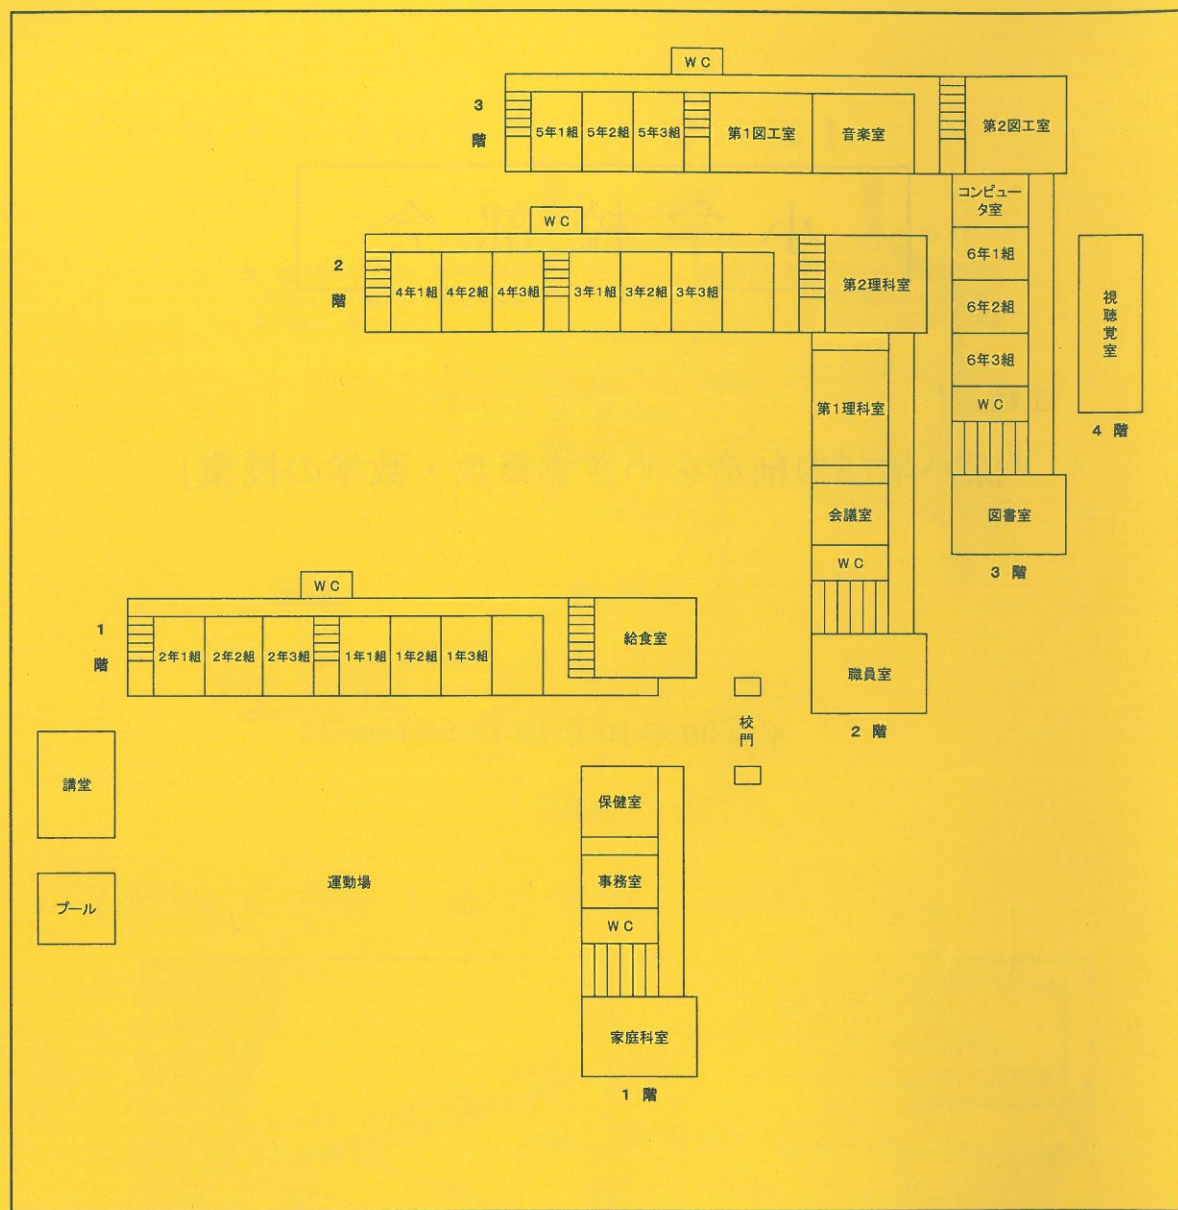 WC
3
階
5年1組
5年2組
5年3組
第1図工室
音楽室
第2図工室
コンピュー
タ室
6年1組
6年2組
6年3組
WC
図書室
3 階
視聴覚室
4 階
WC
2
階
4年1組
4年2組
4年3組
3年1組
3年2組
3年3組
第2理科室
第1理科室
会議室
WC
職員室
2 階
WC
1
階
2年1組
2年2組
2年3組
1年1組
1年2組
1年3組
給食室
校門
講堂
プール
運動場
保健室
事務室
WC
家庭科室
1 階